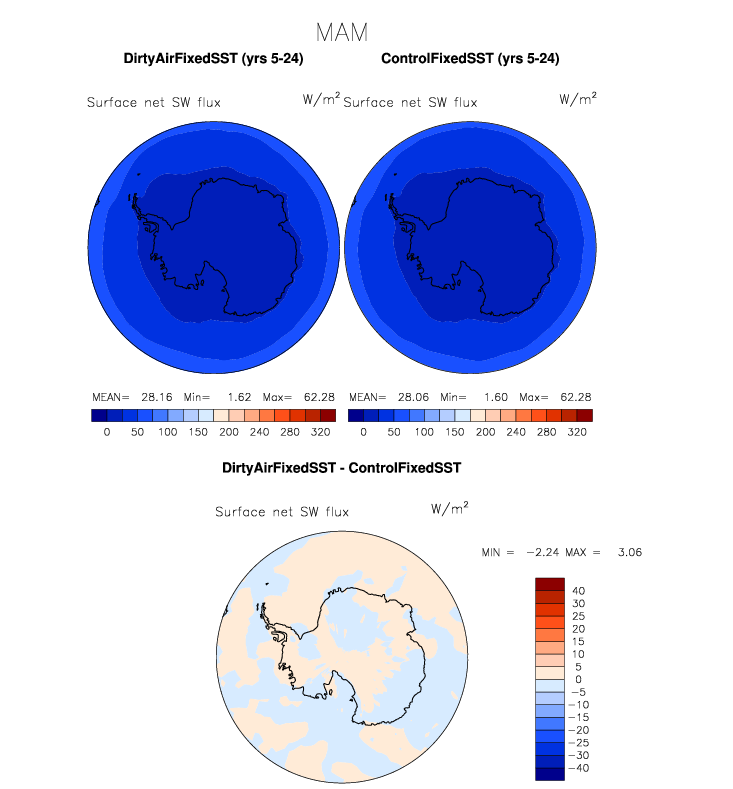 MAM
DirtyAirFixedSST (yrs 5-24) ControlFixedSST (yrs 5-24)
Surface net SW flux W/m² Surface net SW flux W/m²
MEAN= 28.16 Min= 1.62 Max= 62.28 MEAN= 28.06 Min= 1.60 Max= 62.28
0 50 100 150 200 240 280 320 0 50 100 150 200 240 280 320
DirtyAirFixedSST - ControlFixedSST
Surface net SW flux W/m²
MIN = -2.24 MAX = 3.06
40
30
25
20
15
10
5
0
-5
-10
-15
-20
-25
-30
-40